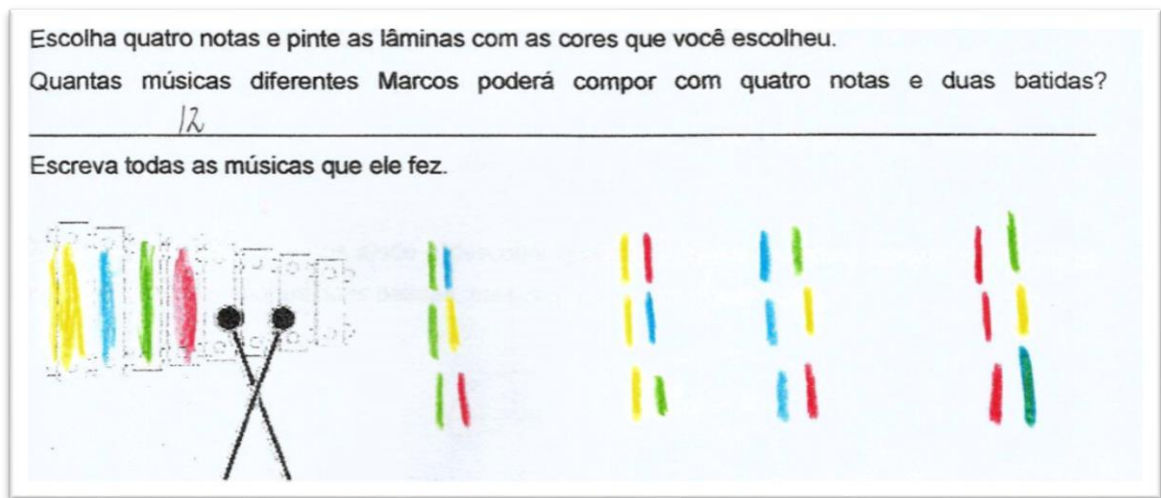 Escolha quatro notas e pinte as lâminas com as cores que você escolheu.
Quantas músicas diferentes Marcos poderá compor com quatro notas e duas batidas?
12
Escreva todas as músicas que ele fez.